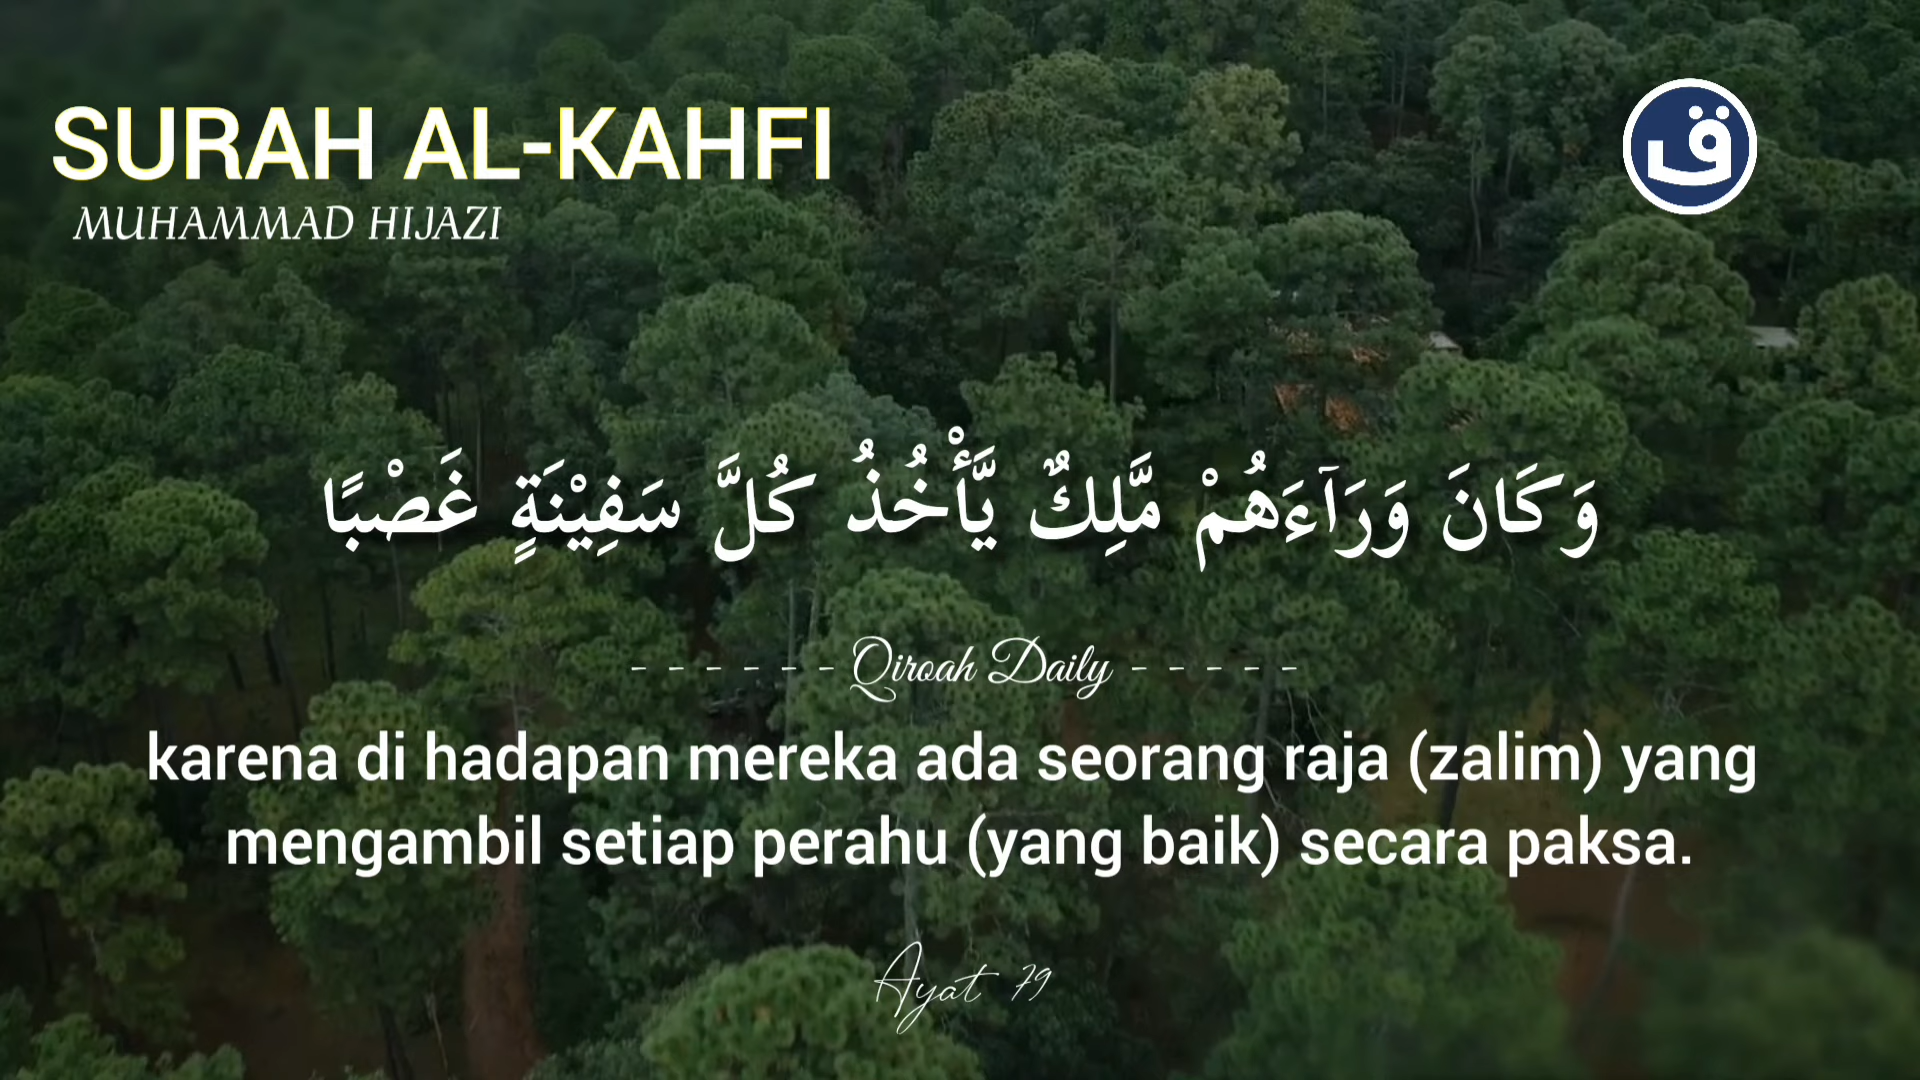 SURAH AL-KAHFI
MUHAMMAD HIJAZI
ق
وَكَانَ وَرَآءَهُمْ مَّلِكٌ يَّأْخُذُ كُلَّ سَفِيْنَةٍ غَصْبًا
- - - - - - Qiroah Daily - - - - -
karena di hadapan mereka ada seorang raja (zalim) yang
mengambil setiap perahu (yang baik) secara paksa.
Ayat 79